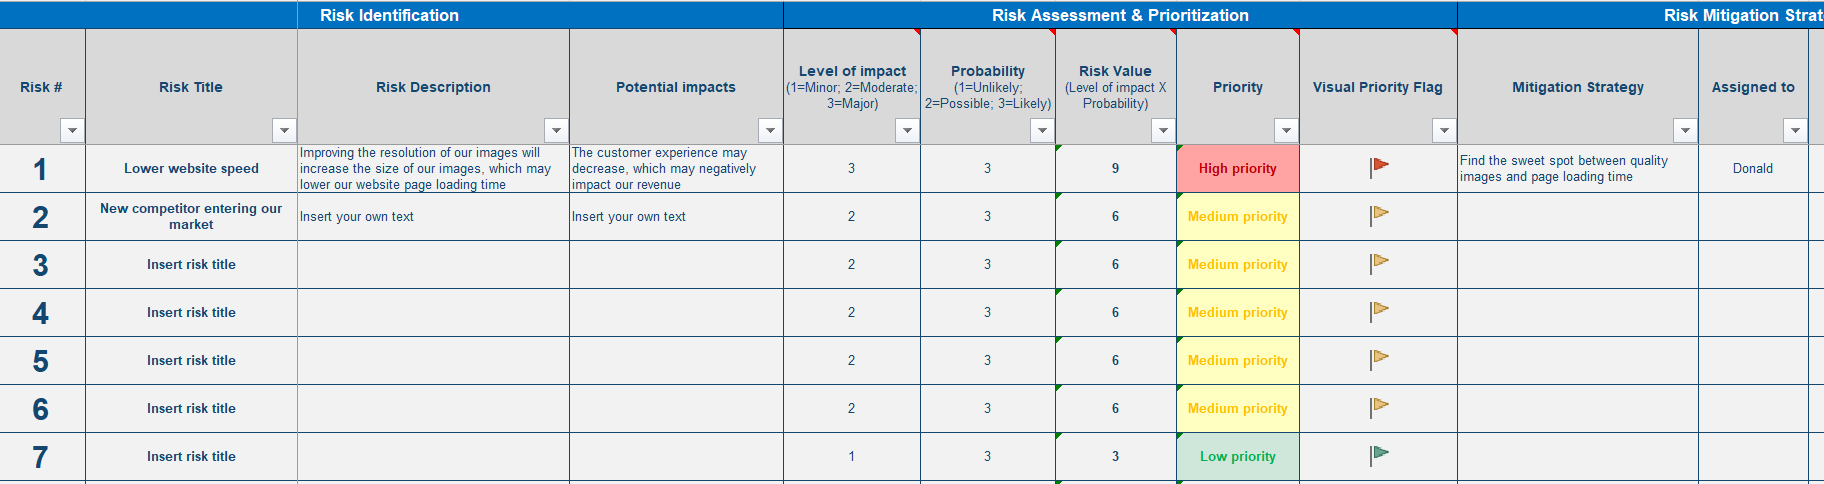 Risk Identification
Risk Assessment & Prioritization
Risk Mitigation Strat
Risk #
Risk Title
Risk Description
Potential impacts
Level of impact
(1=Minor; 2=Moderate;
3=Major)
Probability
(1=Unlikely;
2=Possible; 3=Likely)
Risk Value
(Level of impact X
Probability)
Priority
Visual Priority Flag
Mitigation Strategy
Assigned to
1
Lower website speed
Improving the resolution of our images will
increase the size of our images, which may
lower our website page loading time
The customer experience may
decrease, which may negatively
impact our revenue
3
3
9
High priority
Find the sweet spot between quality
images and page loading time
Donald
2
New competitor entering our
market
Insert your own text
Insert your own text
2
3
6
Medium priority
3
Insert risk title
2
3
6
Medium priority
4
Insert risk title
2
3
6
Medium priority
5
Insert risk title
2
3
6
Medium priority
6
Insert risk title
2
3
6
Medium priority
7
Insert risk title
1
3
3
Low priority